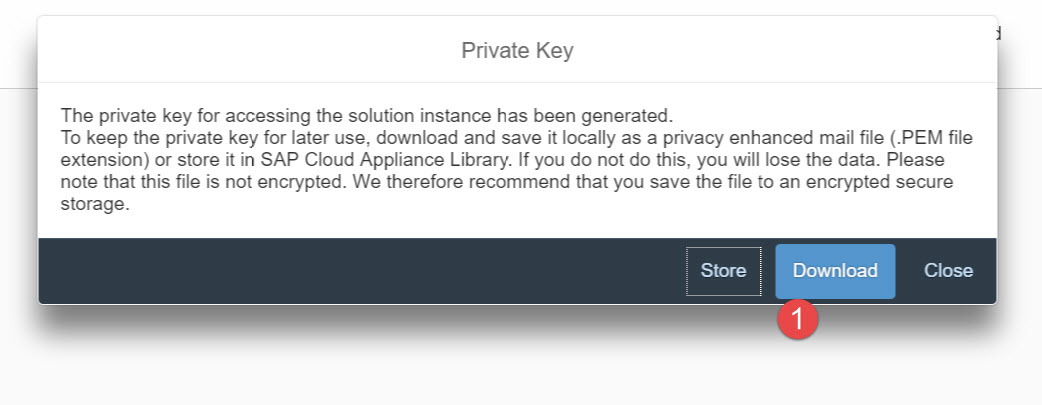 d
Private Key
The private key for accessing the solution instance has been generated.
To keep the private key for later use, download and save it locally as a privacy enhanced mail file (.PEM file
extension) or store it in SAP Cloud Appliance Library. If you do not do this, you will lose the data. Please
note that this file is not encrypted. We therefore recommend that you save the file to an encrypted secure
storage.
Store Download Close
1